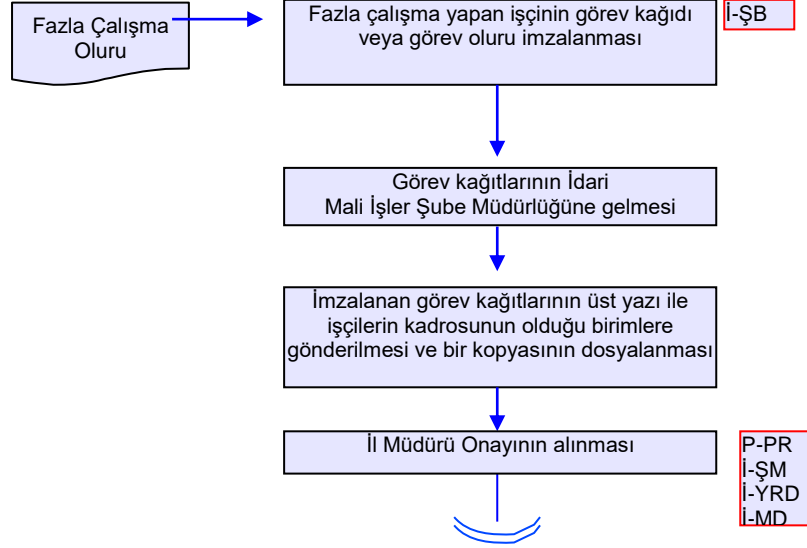 Fazla Çalışma
Oluru
Fazla çalışma yapan işçinin görev kağıdı
veya görev oluru imzalanması
İ-ŞB
Görev kağıtlarının İdari
Mali İşler Şube Müdürlüğüne gelmesi
İmzalanan görev kağıtlarının üst yazı ile
işçilerin kadrosunun olduğu birimlere
gönderilmesi ve bir kopyasının dosyalanması
İl Müdürü Onayının alınması
P-PR
İ-ŞM
İ-YRD
İ-MD